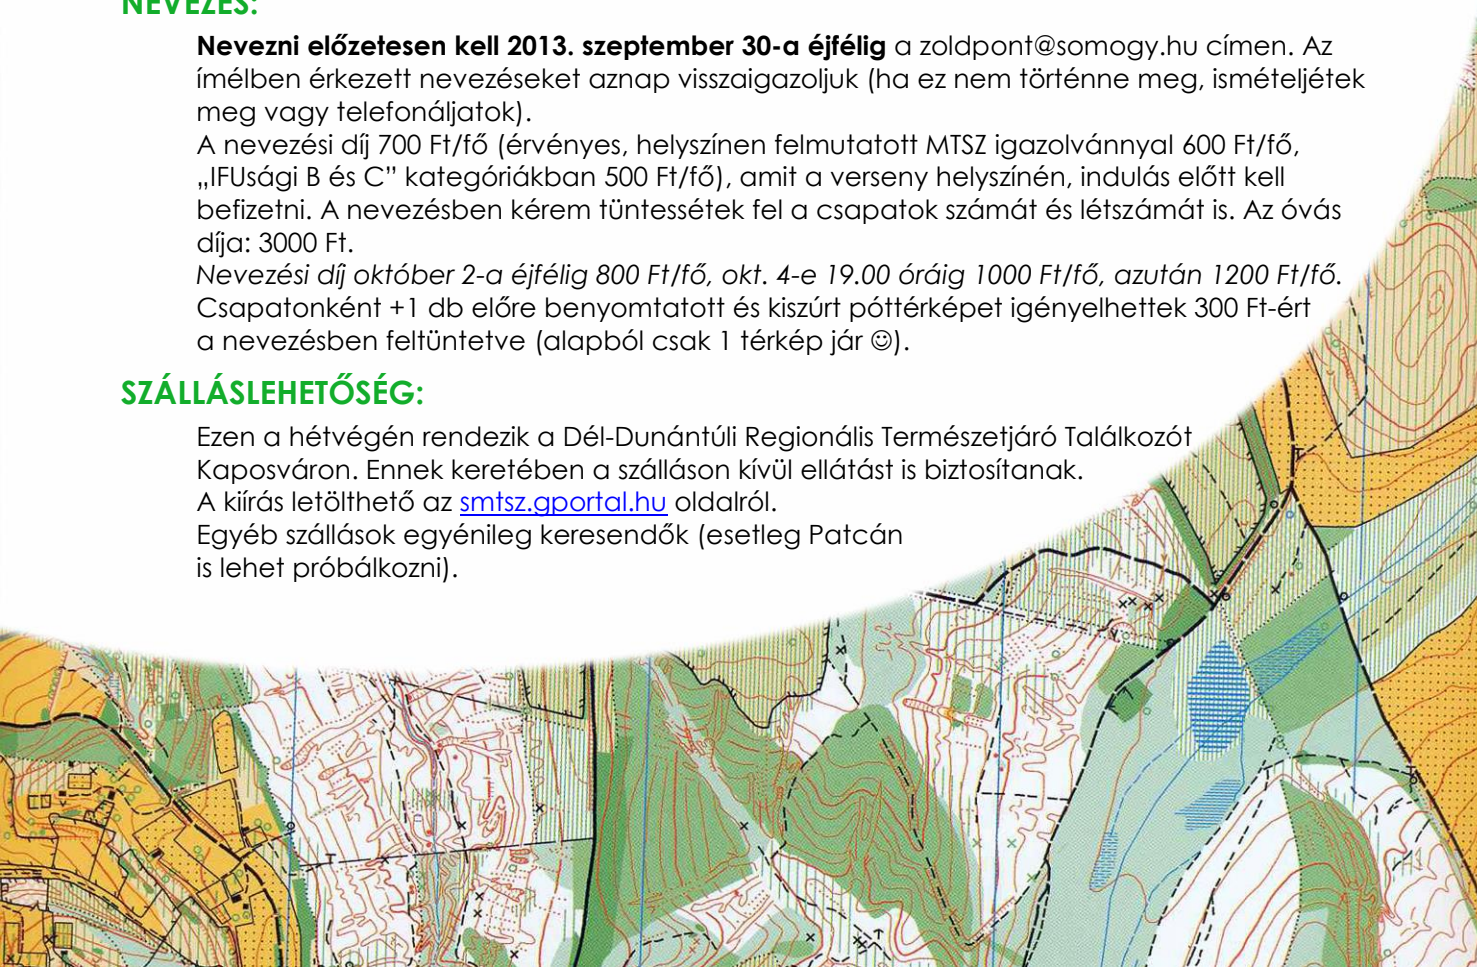 NEVEZÉS:
Nevezni előzetesen kell 2013. szeptember 30-a éjfélig a zoldpont@somogy.hu címen. Az
ímélben érkezett nevezéseket aznap visszaigazoljuk (ha ez nem történne meg, ismételjétek
meg vagy telefonáljatok).
A nevezési díj 700 Ft/fő (érvényes, helyszínen felmutatott MTSZ igazolvánnyal 600 Ft/fő,
„IFUsági B és C” kategóriákban 500 Ft/fő), amit a verseny helyszínén, indulás előtt kell
befizetni. A nevezésben kérem tüntessétek fel a csapatok számát és létszámát is. Az óvás
díja: 3000 Ft.
Nevezési díj október 2-a éjfélig 800 Ft/fő, okt. 4-e 19.00 óráig 1000 Ft/fő, azután 1200 Ft/fő.
Csapatonként +1 db előre benyomtatott és kiszúrt póttérképet igényelhettek 300 Ft-ért
a nevezésben feltüntetve (alapból csak 1 térkép jár ☺).
SZÁLLÁSLEHETŐSÉG:
Ezen a hétvégén rendezik a Dél-Dunántúli Regionális Természetjáró Találkozót
Kaposváron. Ennek keretében a szálláson kívül ellátást is biztosítanak.
A kiírás letölthető az smtsz.gportal.hu oldalról.
Egyéb szállások egyénileg keresendők (esetleg Patcán
is lehet próbálkozni).